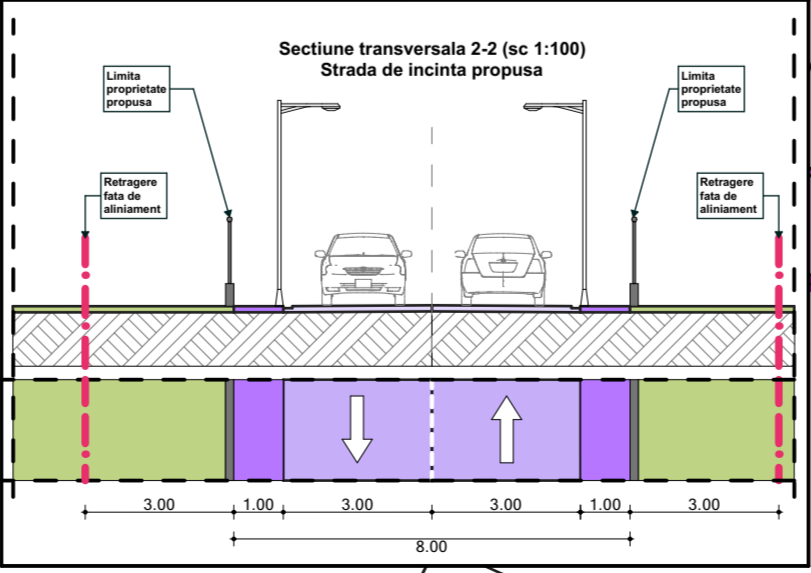 Sectiune transversala 2-2 (sc 1:100)
Strada de incinta propusa
Limita
proprietate
propusa
Limita
proprietate
propusa
Retragere
fata de
aliniament
Retragere
fata de
aliniament
3.00 1.00 3.00 3.00 1.00 3.00
8.00